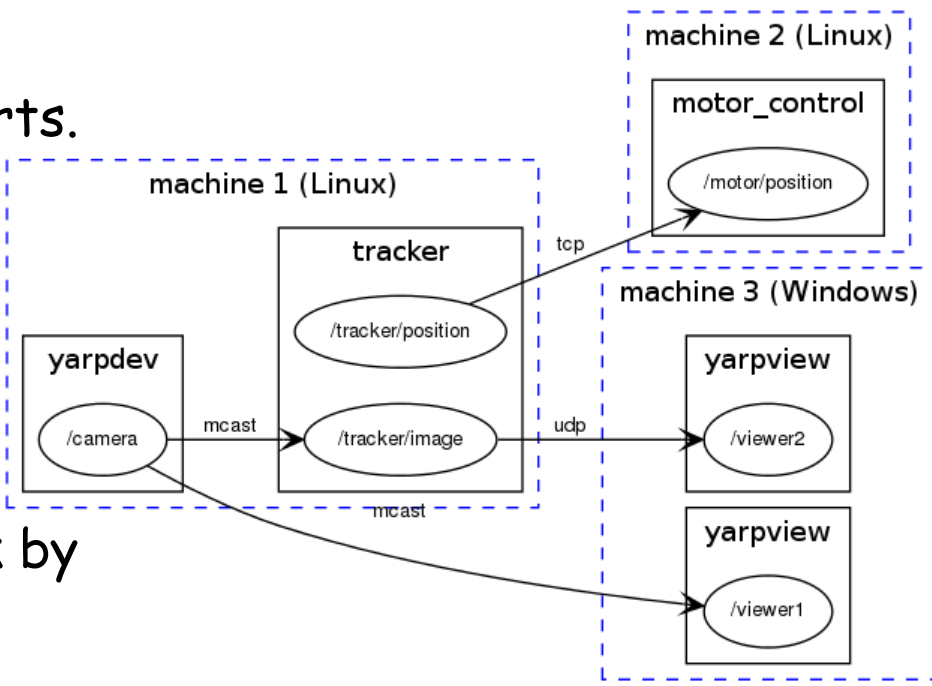 rts.
machine 1 (Linux)
tracker
/tracker/position
yarpdev
/camera
mcast
/tracker/image
mcast
by
tcp
udp
machine 2 (Linux)
motor_control
/motor/position
machine 3 (Windows)
yarpview
/viewer2
yarpview
/viewer1